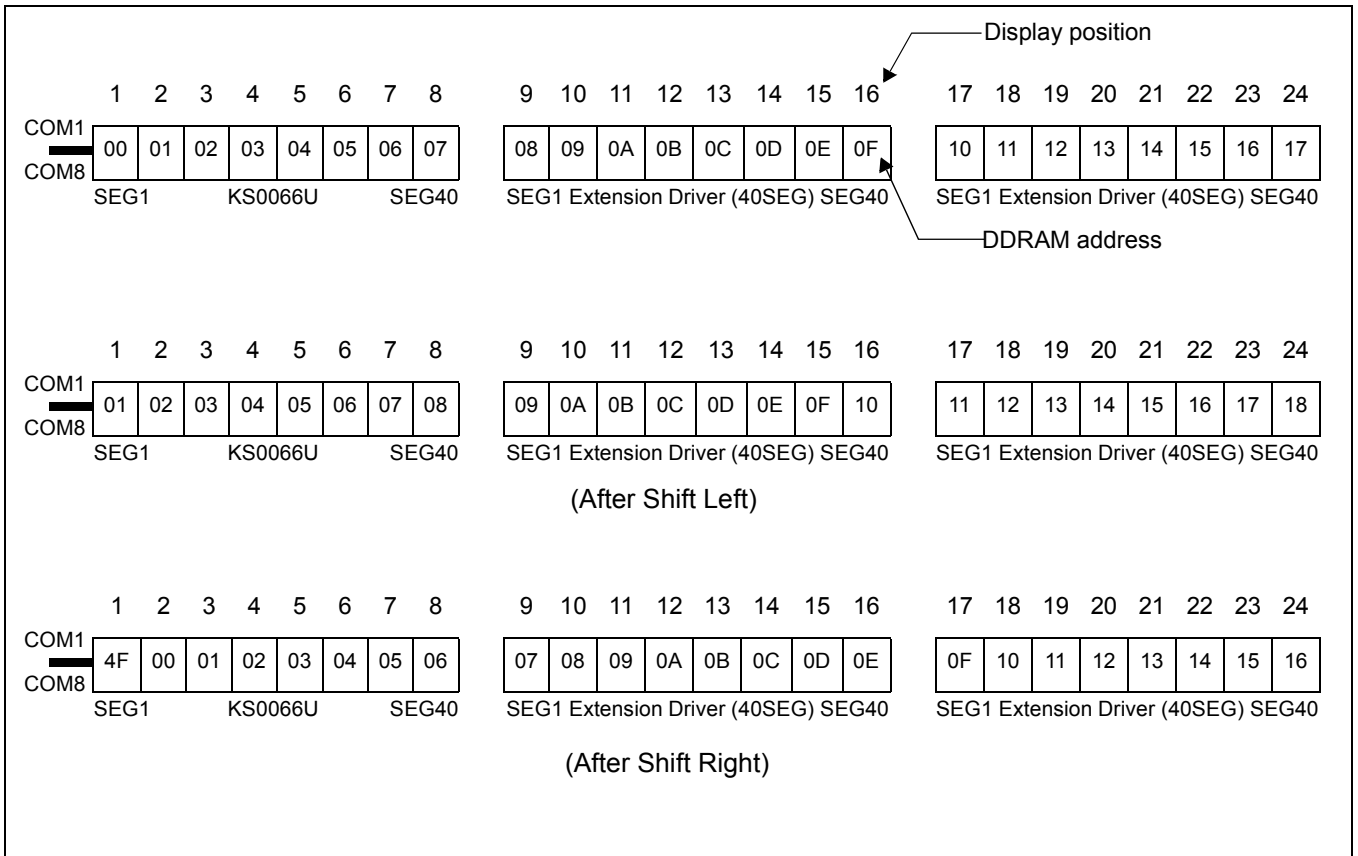 Display position
1 2 3 4 5 6 7 8 9 10 11 12 13 14 15 16 17 18 19 20 21 22 23 24
COM1
00 01 02 03 04 05 06 07 08 09 0A 0B 0C 0D 0E 0F 10 11 12 13 14 15 16 17
COM8
SEG1 KS0066U SEG40 SEG1 Extension Driver (40SEG) SEG40 SEG1 Extension Driver (40SEG) SEG40
DDRAM address
1 2 3 4 5 6 7 8 9 10 11 12 13 14 15 16 17 18 19 20 21 22 23 24
COM1
01 02 03 04 05 06 07 08 09 0A 0B 0C 0D 0E 0F 10 11 12 13 14 15 16 17 18
COM8
SEG1 KS0066U SEG40 SEG1 Extension Driver (40SEG) SEG40 SEG1 Extension Driver (40SEG) SEG40
(After Shift Left)
1 2 3 4 5 6 7 8 9 10 11 12 13 14 15 16 17 18 19 20 21 22 23 24
COM1
4F 00 01 02 03 04 05 06 07 08 09 0A 0B 0C 0D 0E 0F 10 11 12 13 14 15 16
COM8
SEG1 KS0066U SEG40 SEG1 Extension Driver (40SEG) SEG40 SEG1 Extension Driver (40SEG) SEG40
(After Shift Right)